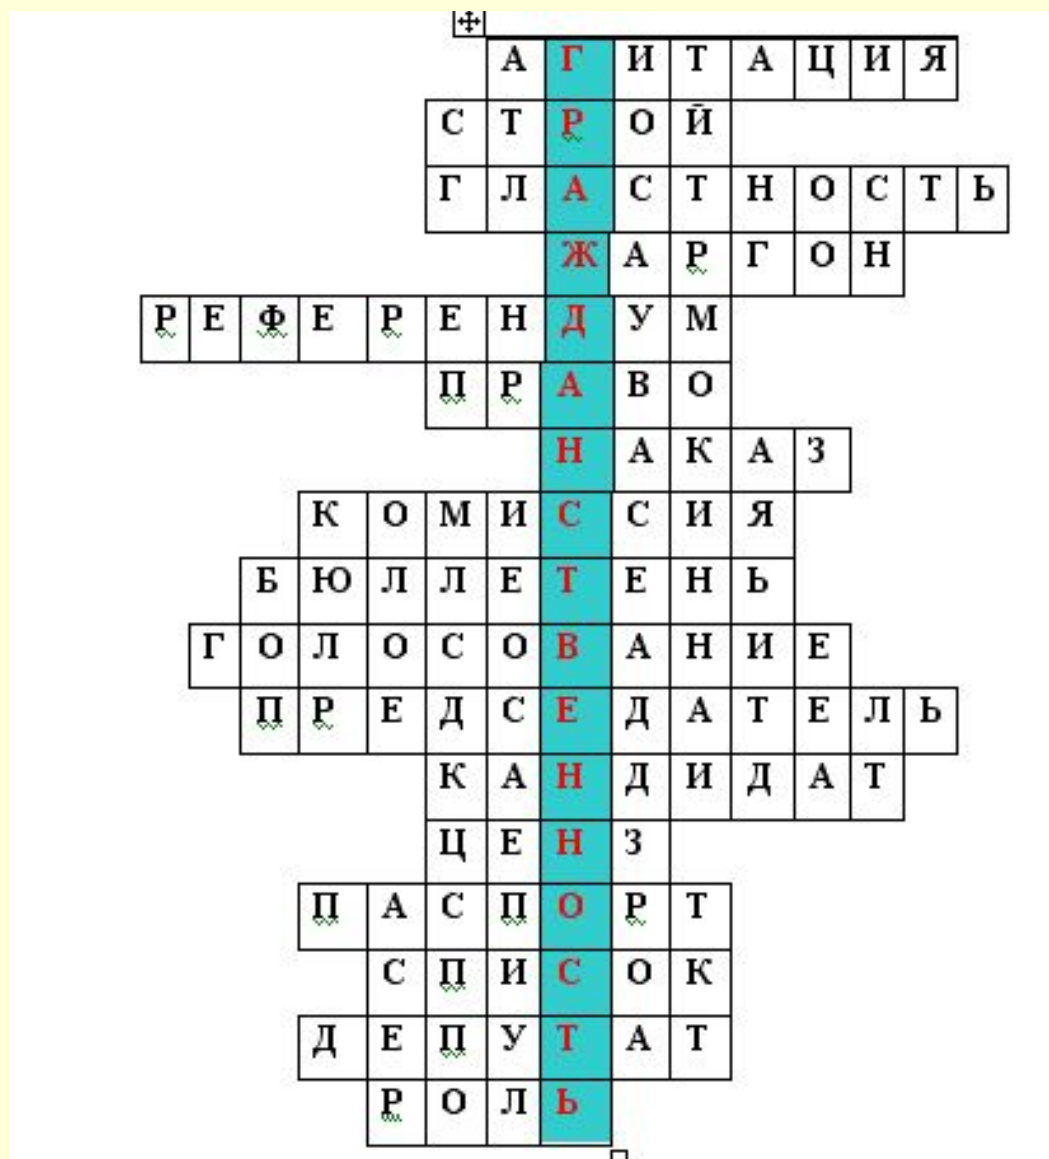 АГИТАЦИЯ
СТРОЙ
ГЛАСТНОСТЬ
ЖАРГОН
РЕФЕРЕНДУМ
ПРАВО
НАКАЗ
КОМИССИЯ
БЮЛЛЕТЕНЬ
ГОЛОСОВАНИЕ
ПРЕДСЕДАТЕЛЬ
КАНДИДАТ
ЦЕНЗ
ПАСПОРТ
СПИСОК
ДЕПУТАТ
РОЛЬ